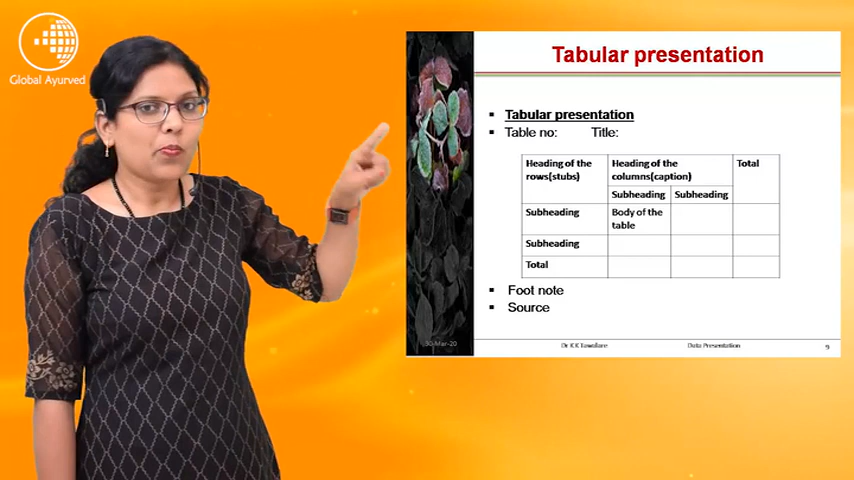 Global Ayurved
Tabular presentation
Tabular presentation
Table no: Title:
Heading of the rows(stubs)
Heading of the columns(caption)
Total
Subheading Subheading
Subheading
Body of the table
Subheading
Total
Foot note
Source
30-Mar-20
Data Presentation
9